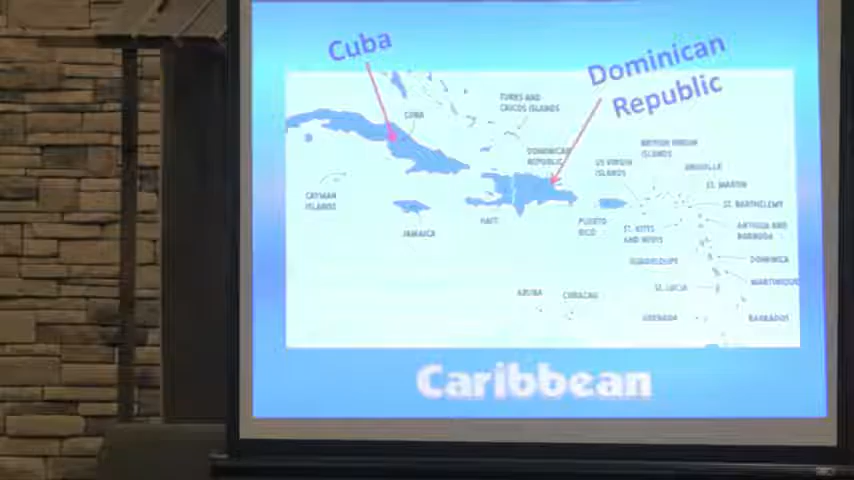 Cuba
Dominican
Republic
TURKS AND
CAICOS ISLANDS
CUBA
DOMINICAN
REPUBLIC
BRITISH VIRGIN
ISLANDS
US VIRGIN
ISLANDS
ANGUILLE
ST. MARTIN
CAYMAN
ISLANDS
ST. BARTHELEMY
JAMAICA
HAITI
PUERTO
RICO
ST. KITTS
AND NEVIS
ANTIGUA AND
BARBUDA
GUADELOUPE
DOMINICA
ST. LUCIA
MARTINIQUE
ARUBA
CURACAO
GRENADA
BARBADOS
Caribbean